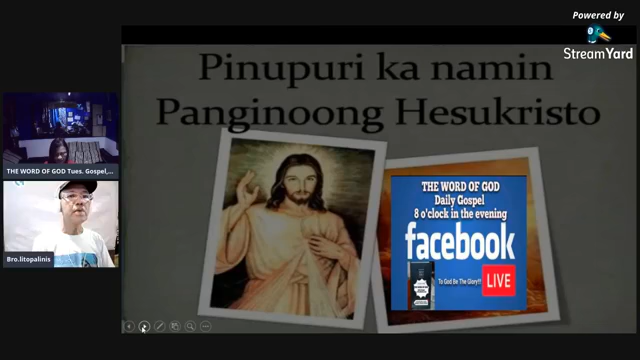 Powered by
StreamYard
Pinupuri ka namin
Panginoong Hesukristo
THE WORD OF GOD Tues. Gospel,...
Bro.litopalinis
THE WORD OF GOD
Daily Gospel
8 o'clock in the evening
facebook
To God Be The Glory!!!
LIVE